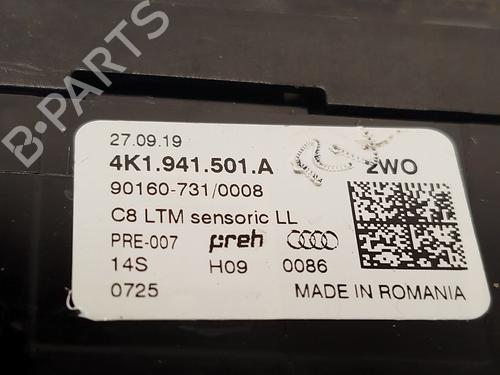 B-PARTS
27.09.19
4K1.941.501.A 2WO
90160-731/0008
C8 LTM sensoric LL
PRE-007 preh
14S H09 0086
0725 MADE IN ROMANIA